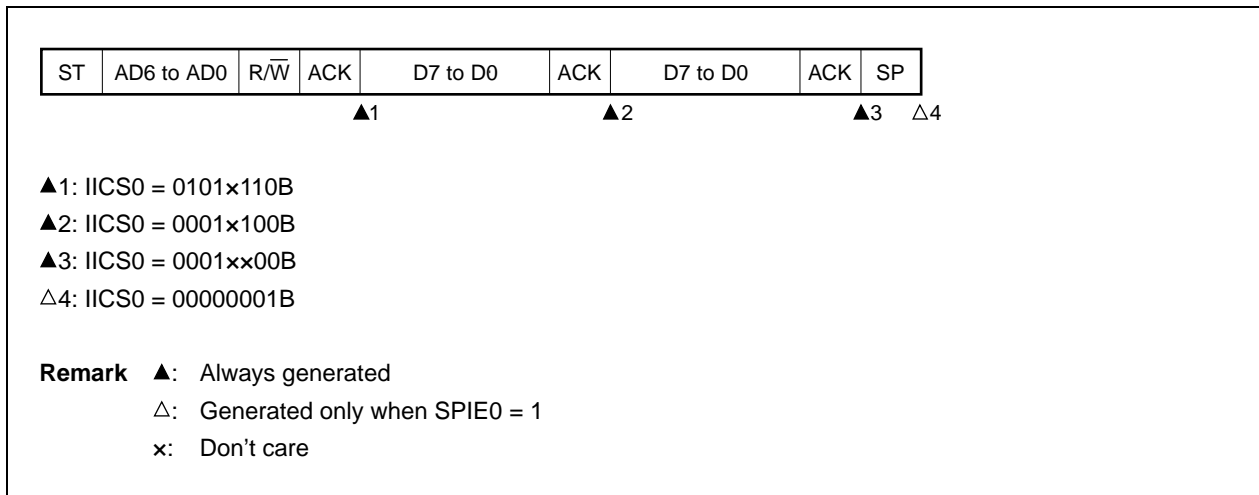 ST AD6 to AD0 R/W̅ ACK D7 to D0 ACK D7 to D0 ACK SP
▲1 ▲2 ▲3 △4
▲1: IICS0 = 0101×110B
▲2: IICS0 = 0001×100B
▲3: IICS0 = 0001××00B
△4: IICS0 = 00000001B
Remark ▲: Always generated
△: Generated only when SPIE0 = 1
×: Don't care